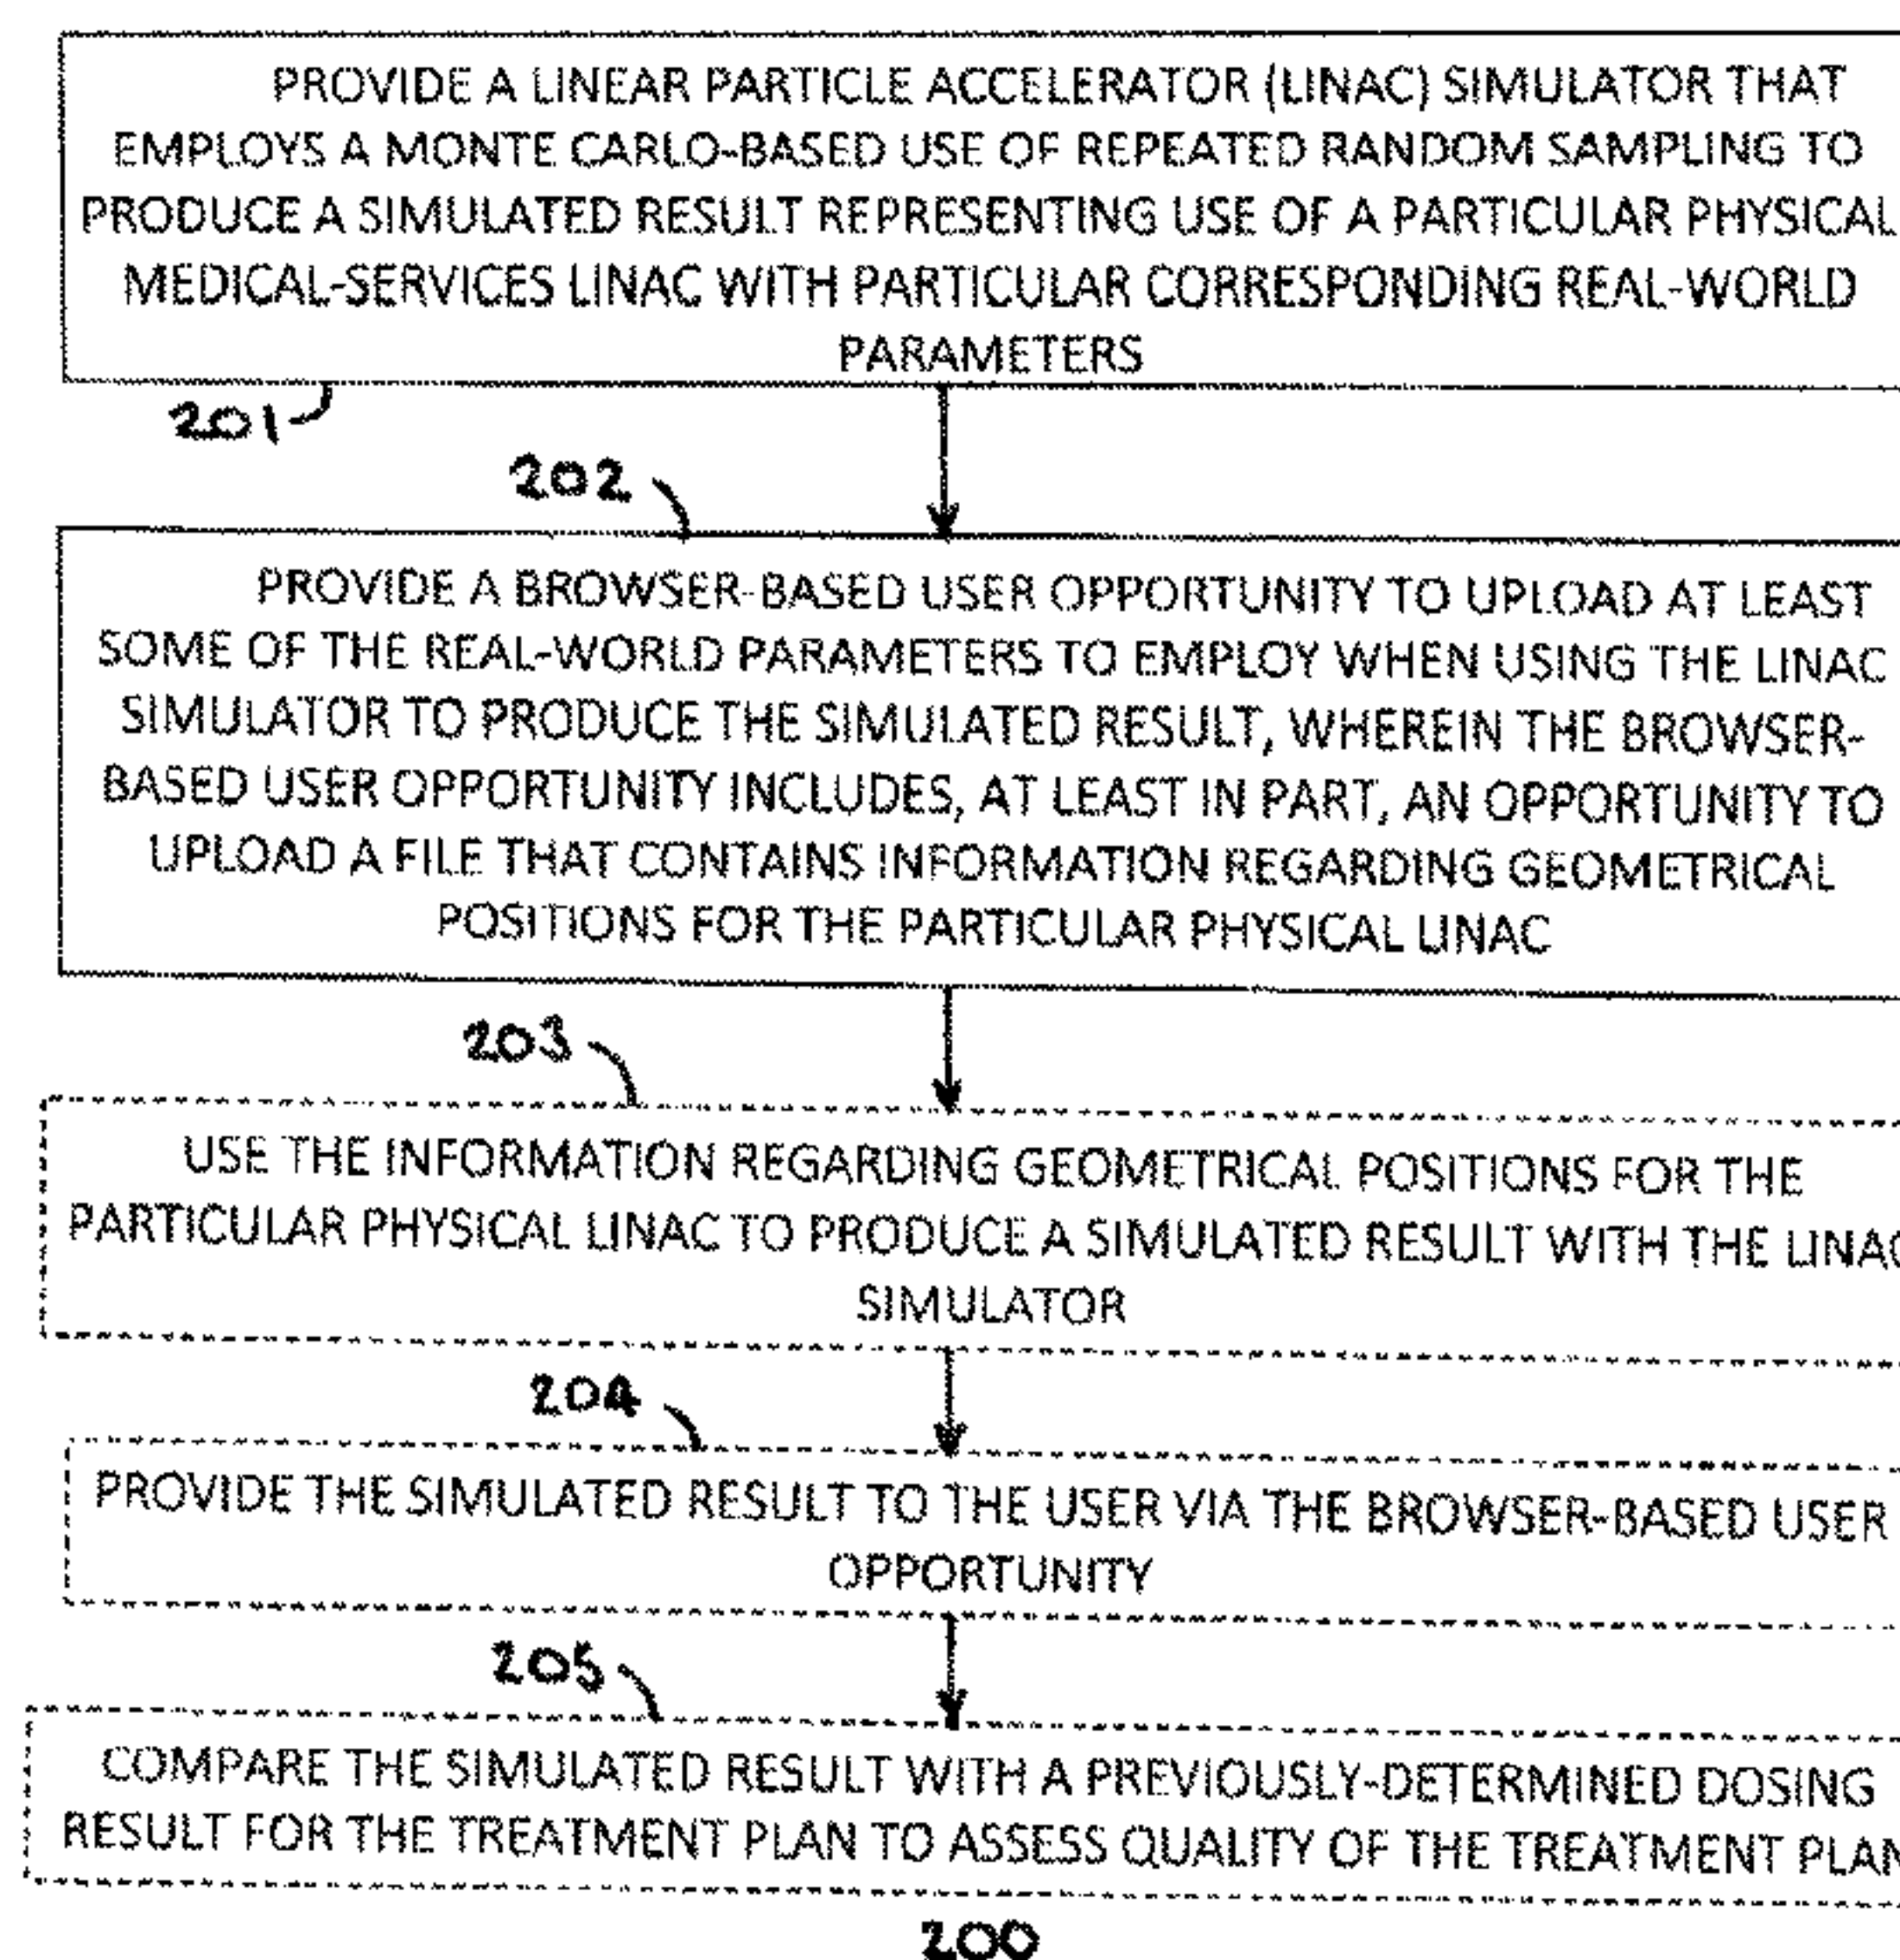 PROVIDE A LINEAR PARTICLE ACCELERATOR (LINAC) SIMULATOR THAT
EMPLOYS A MONTE CARLO-BASED USE OF REPEATED RANDOM SAMPLING TO
PRODUCE A SIMULATED RESULT REPRESENTING USE OF A PARTICULAR PHYSICAL
MEDICAL-SERVICES LINAC WITH PARTICULAR CORRESPONDING REAL-WORLD
PARAMETERS
201
202
PROVIDE A BROWSER-BASED USER OPPORTUNITY TO UPLOAD AT LEAST
SOME OF THE REAL-WORLD PARAMETERS TO EMPLOY WHEN USING THE LINAC
SIMULATOR TO PRODUCE THE SIMULATED RESULT, WHEREIN THE BROWSER-
BASED USER OPPORTUNITY INCLUDES, AT LEAST IN PART, AN OPPORTUNITY TO
UPLOAD A FILE THAT CONTAINS INFORMATION REGARDING GEOMETRICAL
POSITIONS FOR THE PARTICULAR PHYSICAL LINAC
203
USE THE INFORMATION REGARDING GEOMETRICAL POSITIONS FOR THE
PARTICULAR PHYSICAL LINAC TO PRODUCE A SIMULATED RESULT WITH THE LINAC
SIMULATOR
204
PROVIDE THE SIMULATED RESULT TO THE USER VIA THE BROWSER-BASED USER
OPPORTUNITY
205
COMPARE THE SIMULATED RESULT WITH A PREVIOUSLY-DETERMINED DOSING
RESULT FOR THE TREATMENT PLAN TO ASSESS QUALITY OF THE TREATMENT PLAN
200